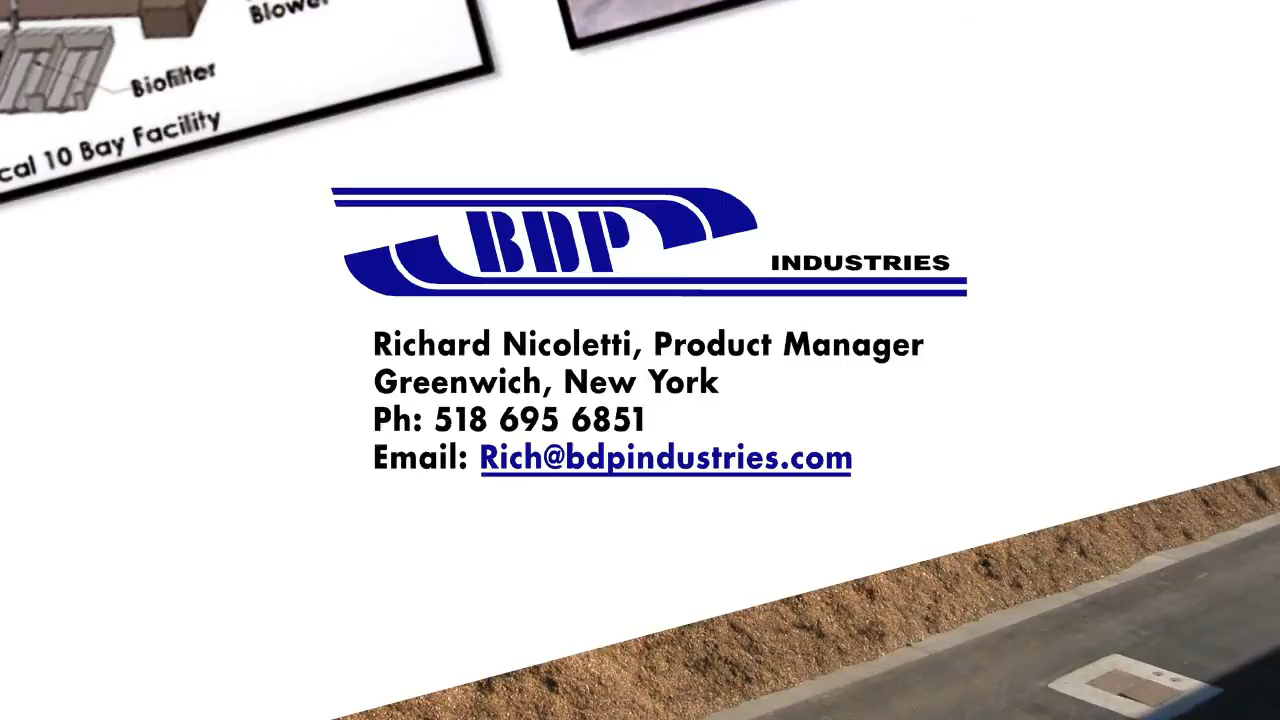 Blower
Biofilter
cal 10 Bay Facility
BDP
INDUSTRIES
Richard Nicoletti, Product Manager
Greenwich, New York
Ph: 518 695 6851
Email: Rich@bdpindustries.com